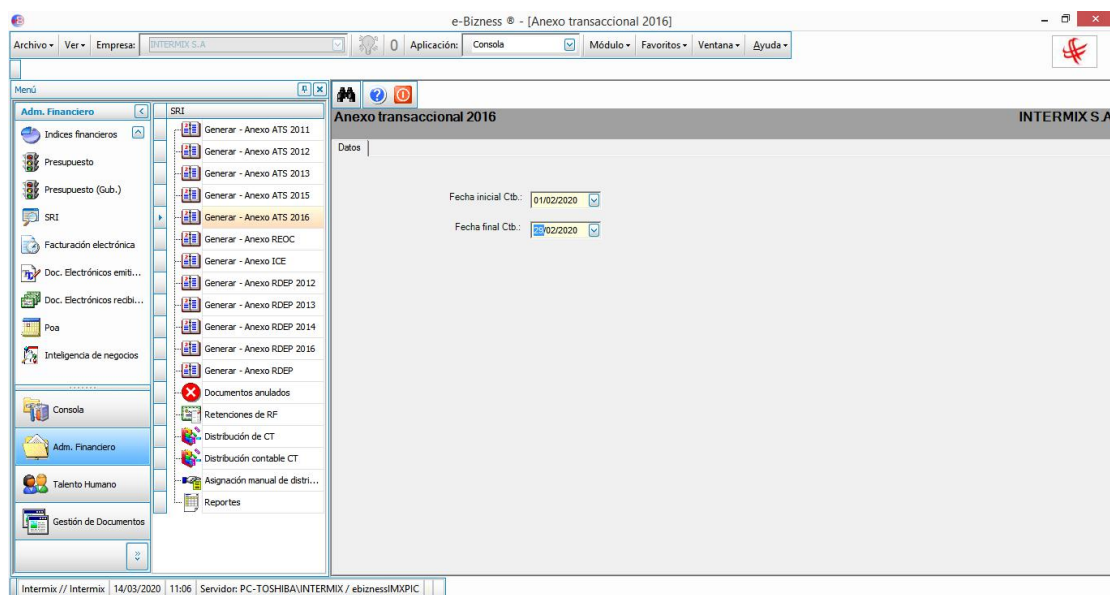 e-Bizness ® - [Anexo transaccional 2016]
Archivo Ver Empresa: INTERMIX S.A 0 Aplicación: Consola Módulo Favoritos Ventana Ayuda
Menú
Adm. Financiero
Indices financieros
Presupuesto
Presupuesto (Gub.)
SRI
Facturación electrónica
Doc. Electrónicos emiti...
Doc. Electrónicos recibi...
Poa
Inteligencia de negocios
Consola
Adm. Financiero
Talento Humano
Gestión de Documentos
SRI
Generar - Anexo ATS 2011
Generar - Anexo ATS 2012
Generar - Anexo ATS 2013
Generar - Anexo ATS 2015
Generar - Anexo ATS 2016
Generar - Anexo REOC
Generar - Anexo ICE
Generar - Anexo RDEP 2012
Generar - Anexo RDEP 2013
Generar - Anexo RDEP 2014
Generar - Anexo RDEP 2016
Generar - Anexo RDEP
Documentos anulados
Retenciones de RF
Distribución de CT
Distribución contable CT
Asignación manual de distri...
Reportes
Anexo transaccional 2016 INTERMIX S.A
Datos
Fecha inicial Ctb.: 01/02/2020
Fecha final Ctb.: 29/02/2020
Intermix // Intermix 14/03/2020 11:06 Servidor: PC-TOSHIBA\INTERMIX / ebiznessIMXPIC